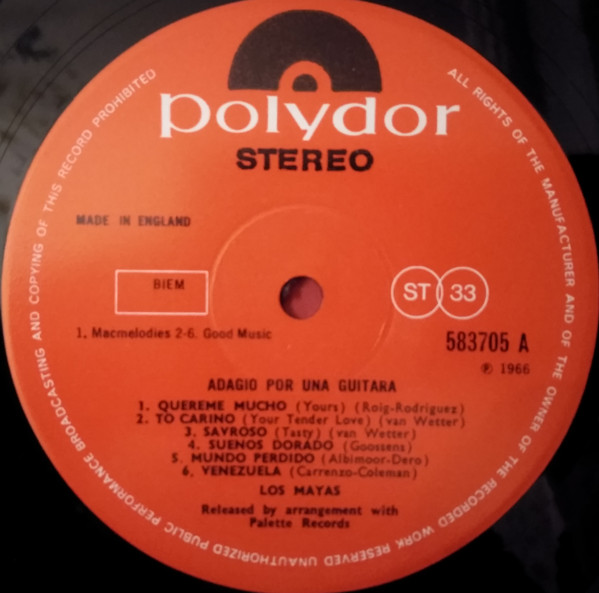 polydor
STEREO
MADE IN ENGLAND
BIEM
ST 33
1. Macmelodies 2-6. Good Music
583705 A
℗ 1966
ADAGIO POR UNA GUITARA
1. QUEREME MUCHO (Yours) (Roig-Rodriguez)
2. TO CARINO (Your Tender Love) (van Wetter)
3. SAVROSO (Tasty) (van Wetter)
4. SUENOS DORADO (Goossens)
5. MUNDO PERDIDO (Albimoor-Dero)
6. VENEZUELA (Carrenzo-Coleman)
LOS MAYAS
Released by arrangement with
Palette Records
ALL RIGHTS OF THE MANUFACTURER AND OF THE OWNER OF THE RECORDED WORK RESERVED UNAUTHORIZED PUBLIC PERFORMANCE BROADCASTING AND COPYING OF THIS RECORD PROHIBITED